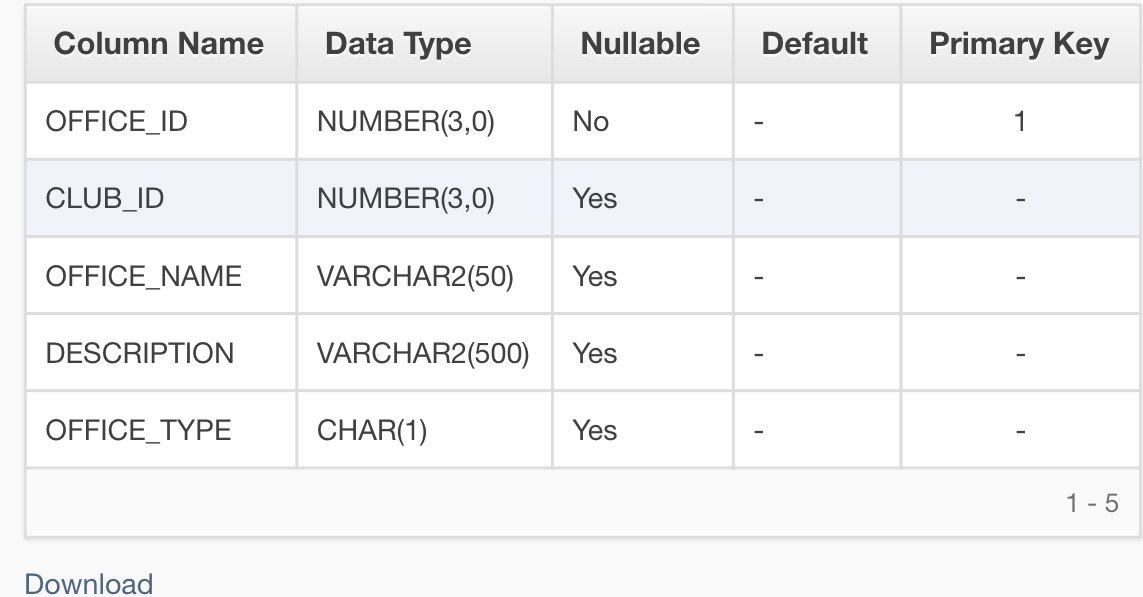 Column Name Data Type Nullable Default Primary Key
OFFICE_ID NUMBER(3,0) No - 1
CLUB_ID NUMBER(3,0) Yes - -
OFFICE_NAME VARCHAR2(50) Yes - -
DESCRIPTION VARCHAR2(500) Yes - -
OFFICE_TYPE CHAR(1) Yes - -
1 - 5
Download